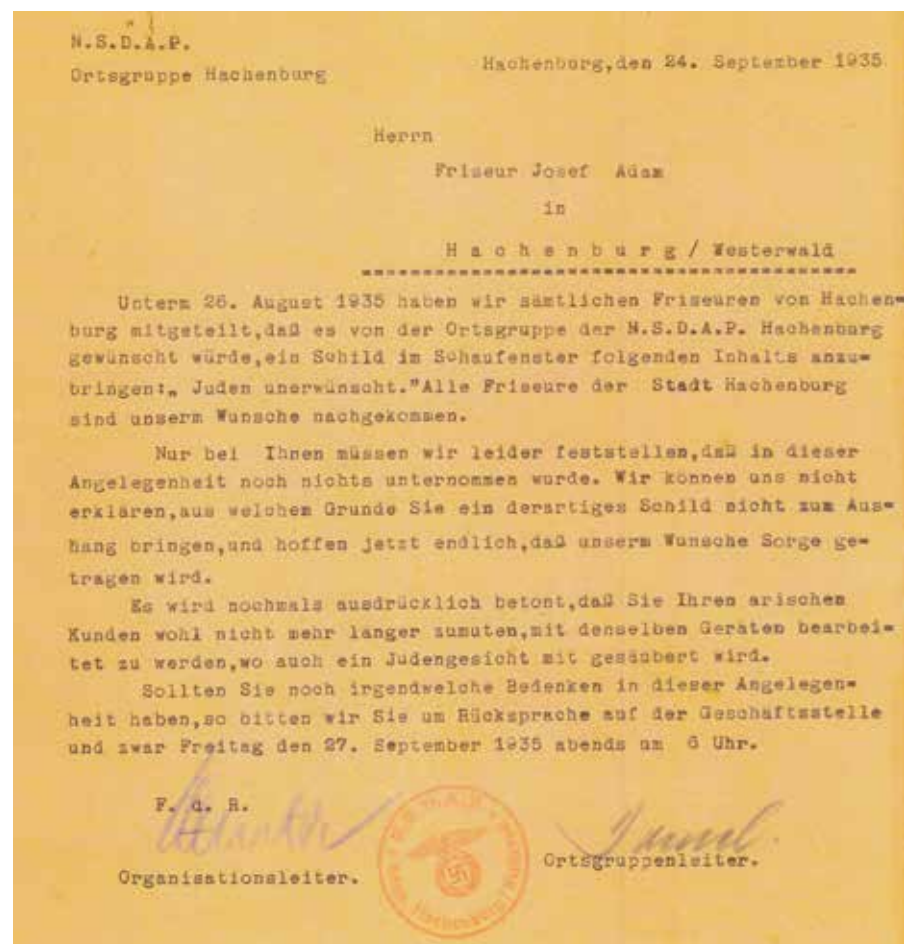 N.S.D.A.P.
Ortsgruppe Hachenburg
Hachenburg,den 24. September 1935
Herrn
Friseur Josef Adam
in
H a c h e n b u r g / Westerwald
Unterm 26. August 1935 haben wir sämtlichen Friseuren von Hachen=
burg mitgeteilt,daß es von der Ortsgruppe der N.S.D.A.P. Hachenburg
gewünscht würde,ein Schild im Schaufenster folgenden Inhalts anzu=
bringen:„ Juden unerwünscht."Alle Friseure der Stadt Hachenburg
sind unserm Wunsche nachgekommen.
Nur bei Ihnen müssen wir leider feststellen,daß in dieser
Angelegenheit noch nichts unternommen wurde. Wir können uns nicht
erklären,aus welchem Grunde Sie ein derartiges Schild nicht zum Aus=
hang bringen,und hoffen jetzt endlich,daß unserm Wunsche Sorge ge=
tragen wird.
Es wird nochmals ausdrücklich betont,daß Sie Ihren arischen
Kunden wohl nicht mehr länger zumuten,mit denselben Geräten bearbei=
tet zu werden,wo auch ein Judengesicht mit gesäubert wird.
Sollten Sie noch irgendwelche Bedenken in dieser Angelegen=
heit haben,so bitten wir Sie um Rücksprache auf der Geschäftsstelle
und zwar Freitag den 27. September 1935 abends um 6 Uhr.
F. d. R.
Organisationsleiter.
Ortsgruppenleiter.
Hachenburg